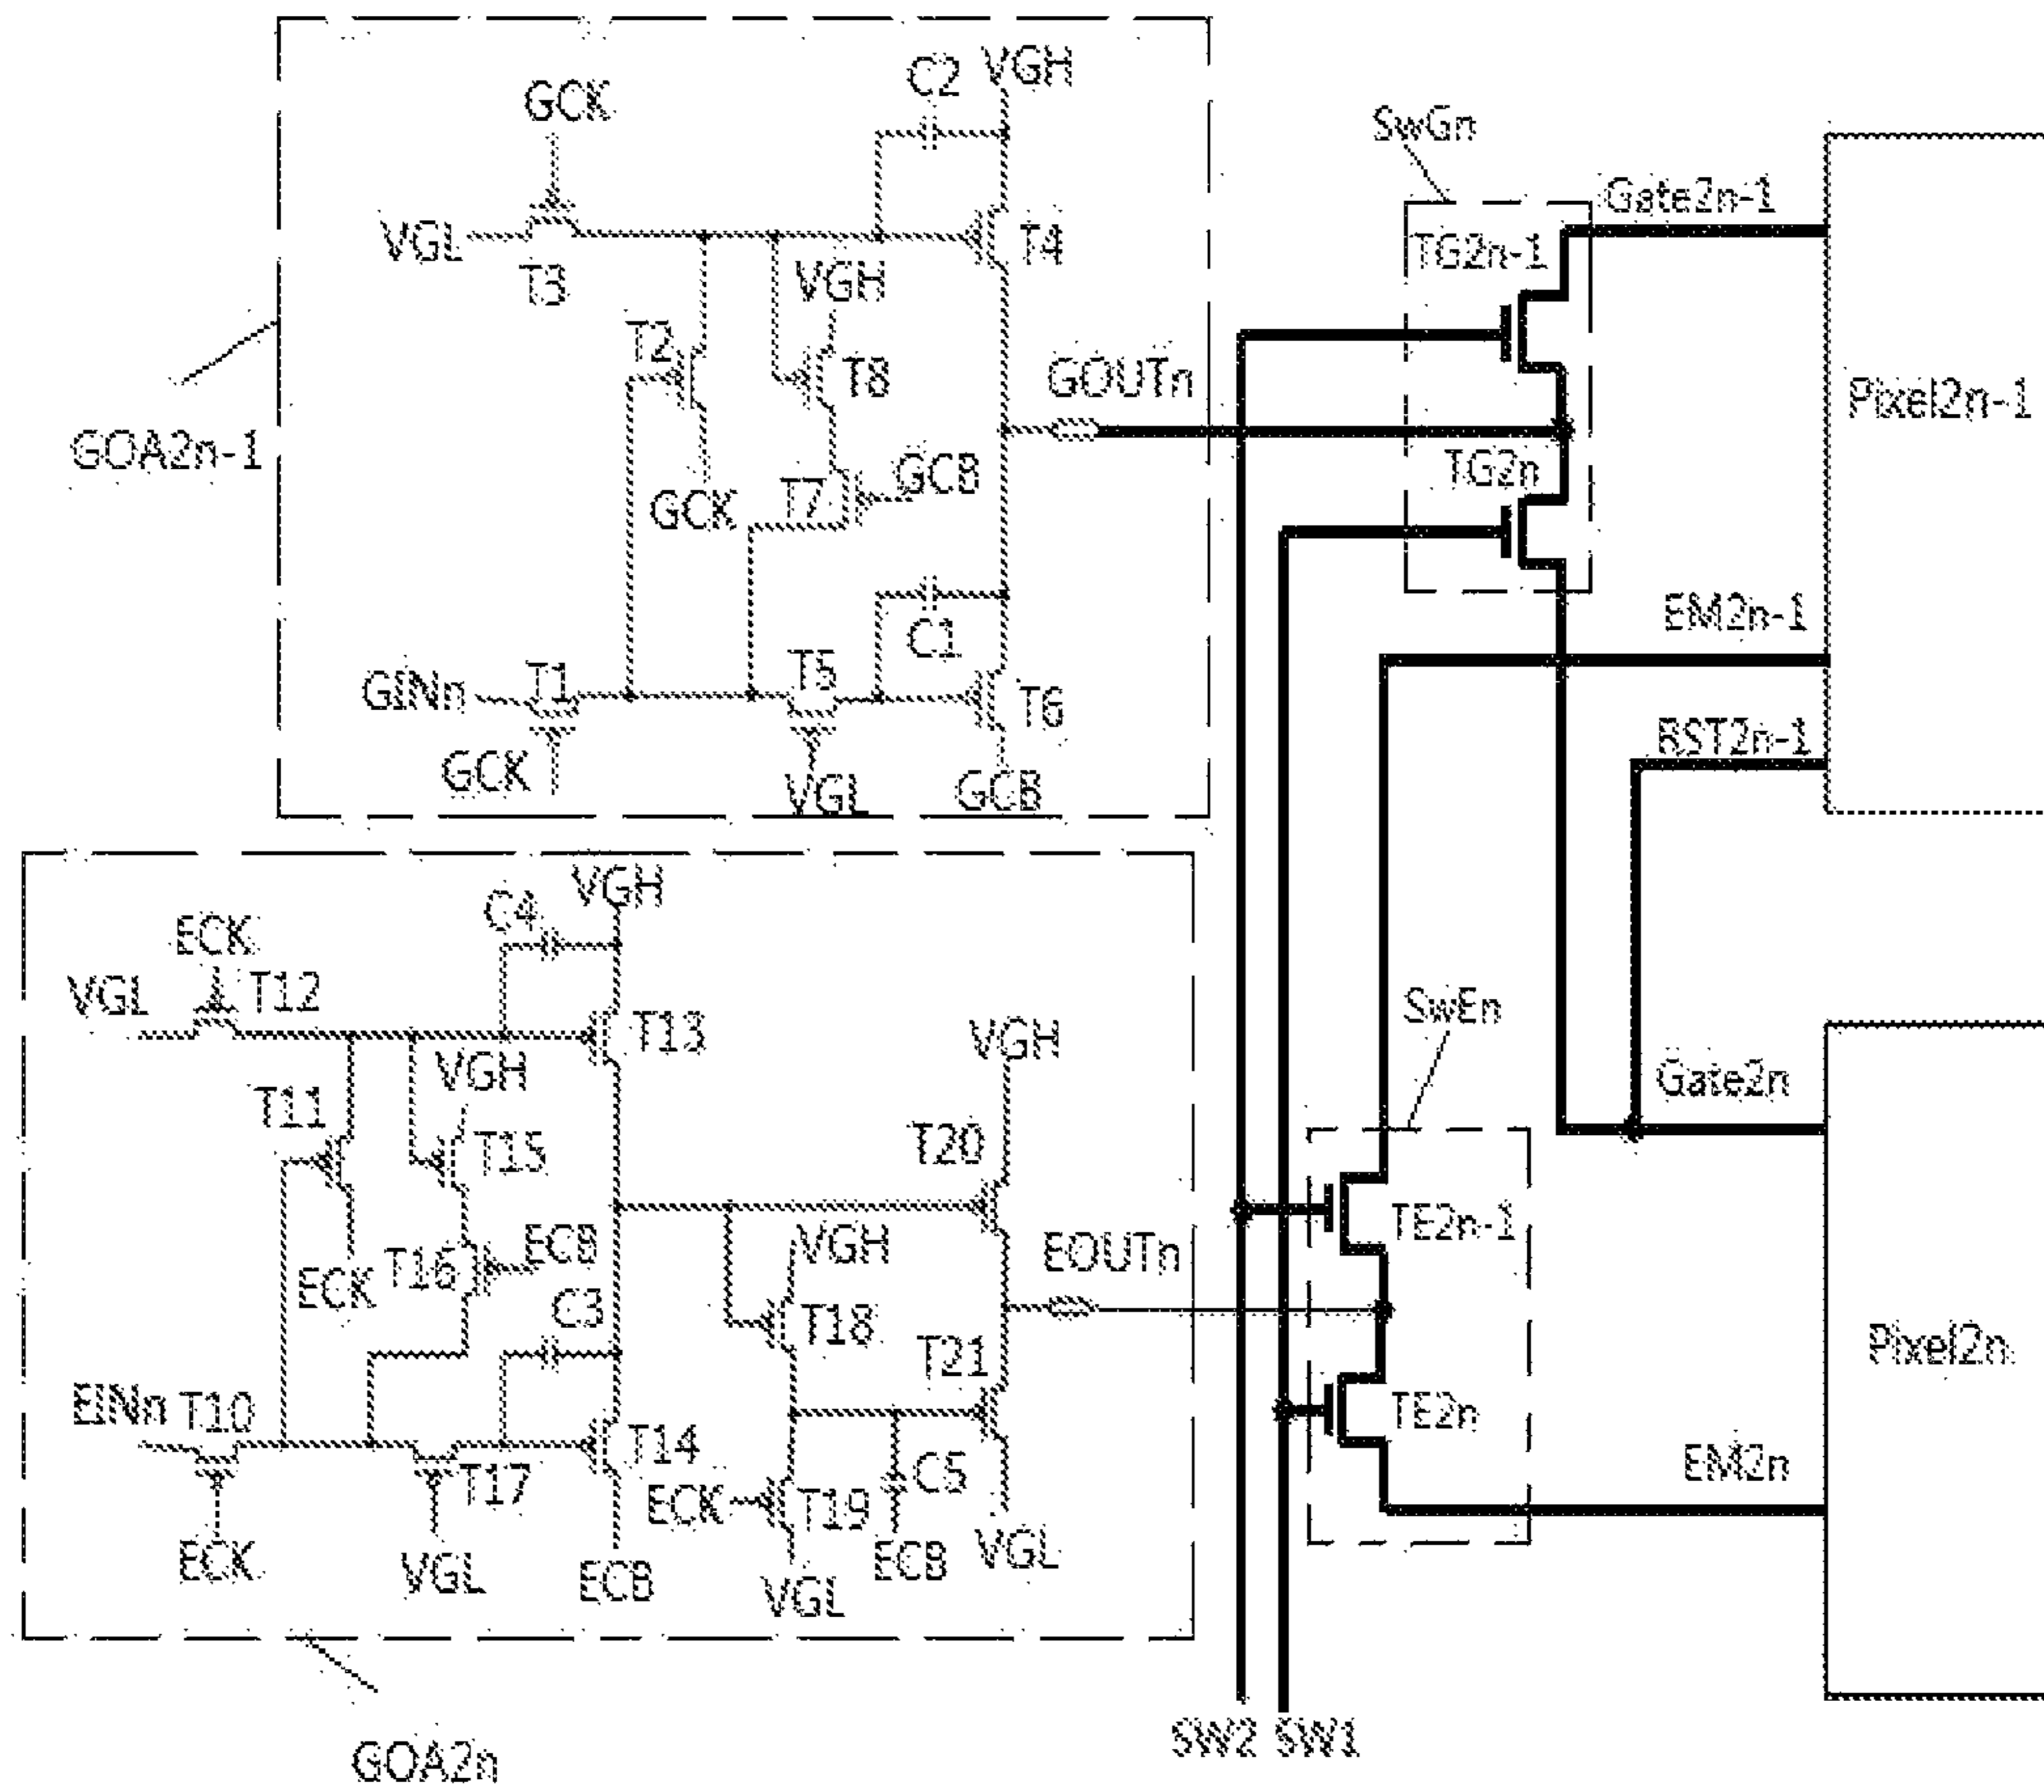 GCK
C2
VGH
VGL
T3
VGH
T4
T2
T8
GOUTn
GCK
T7
GCB
C1
GINn
T1
T5
T6
GCK
VGL
GCB
GOA2n-1
SwGn
TG2n-1
TG2n
Gate2n-1
Pixel2n-1
EM2n-1
RST2n-1
VGH
C4
ECK
VGL
T12
T13
VGH
T11
T15
VGH
T20
ECK
T16
ECB
C3
VGH
T18
EOUTn
T21
EINn
T10
T17
T14
ECK
T19
C5
ECK
VGL
ECB
VGL
ECB
VGL
GOA2n
SwEn
TE2n-1
TE2n
Gate2n
Pixel2n
EM2n
SW2
SW1